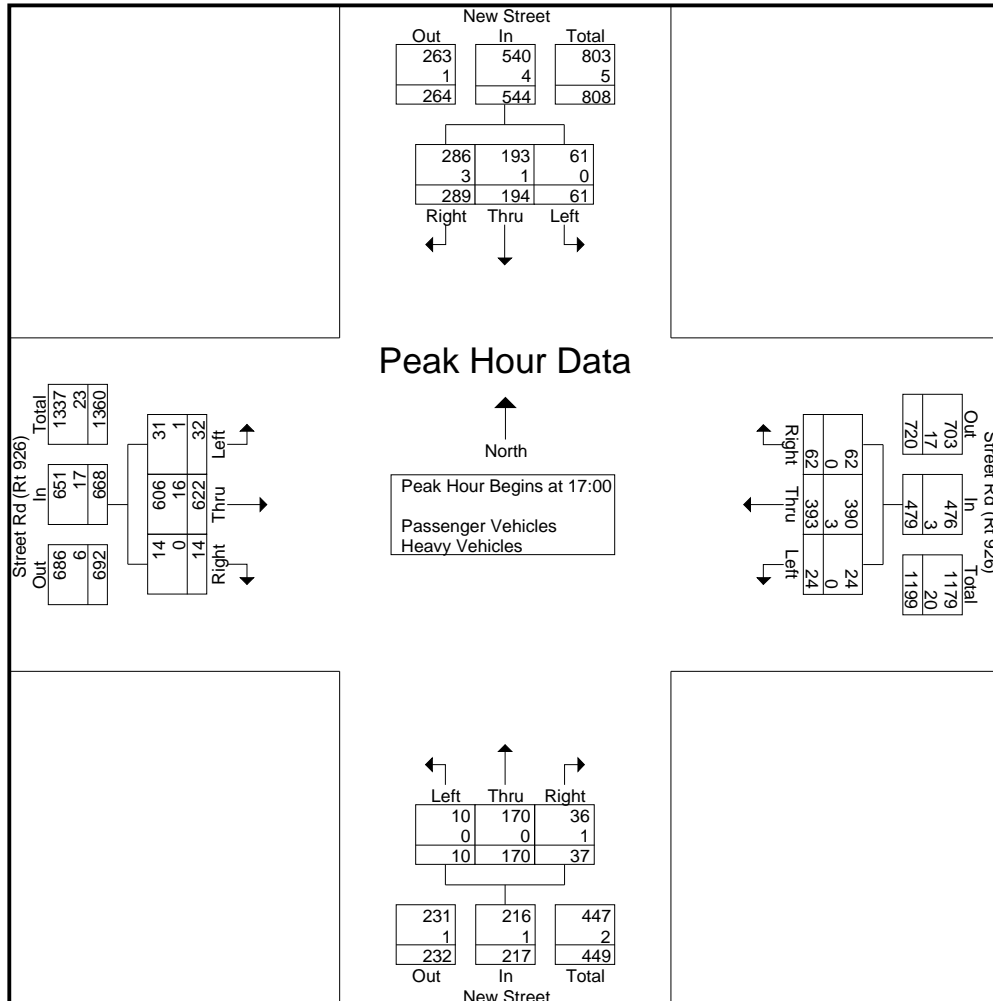 New Street
Out In Total
263 540 803
1 4 5
264 544 808
286 193 61
3 1 0
289 194 61
Right Thru Left
Peak Hour Data
North
Peak Hour Begins at 17:00
Passenger Vehicles
Heavy Vehicles
Street Rd (Rt 926)
Total In Out
1337 651 686
23 17 6
1360 668 692
31 606 14
1 16 0
32 622 14
Left Thru Right
Street Rd (Rt 926)
Out In Total
703 476 1179
17 3 20
720 479 1199
62 390 24
0 3 0
62 393 24
Right Thru Left
Left Thru Right
10 170 36
0 0 1
10 170 37
231 216 447
1 1 2
232 217 449
Out In Total
New Street